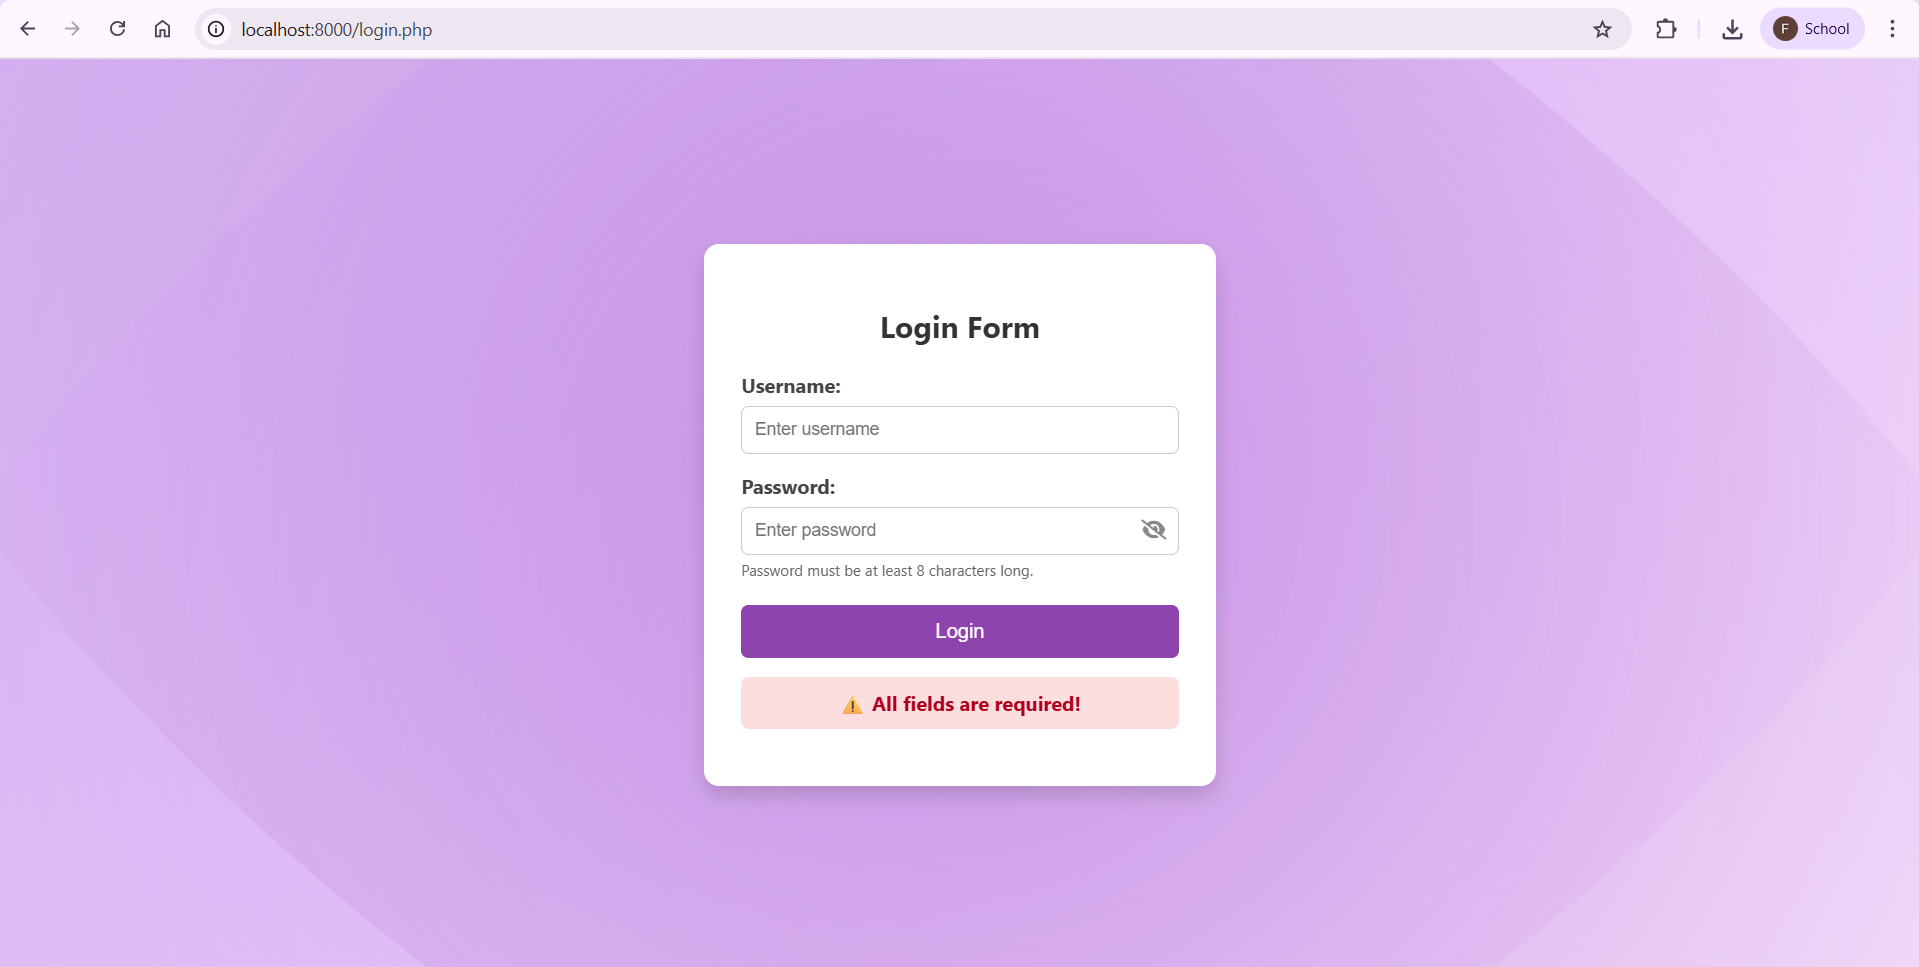 localhost:8000/login.php
F School
Login Form
Username:
Enter username
Password:
Enter password
Password must be at least 8 characters long.
Login
⚠️ All fields are required!